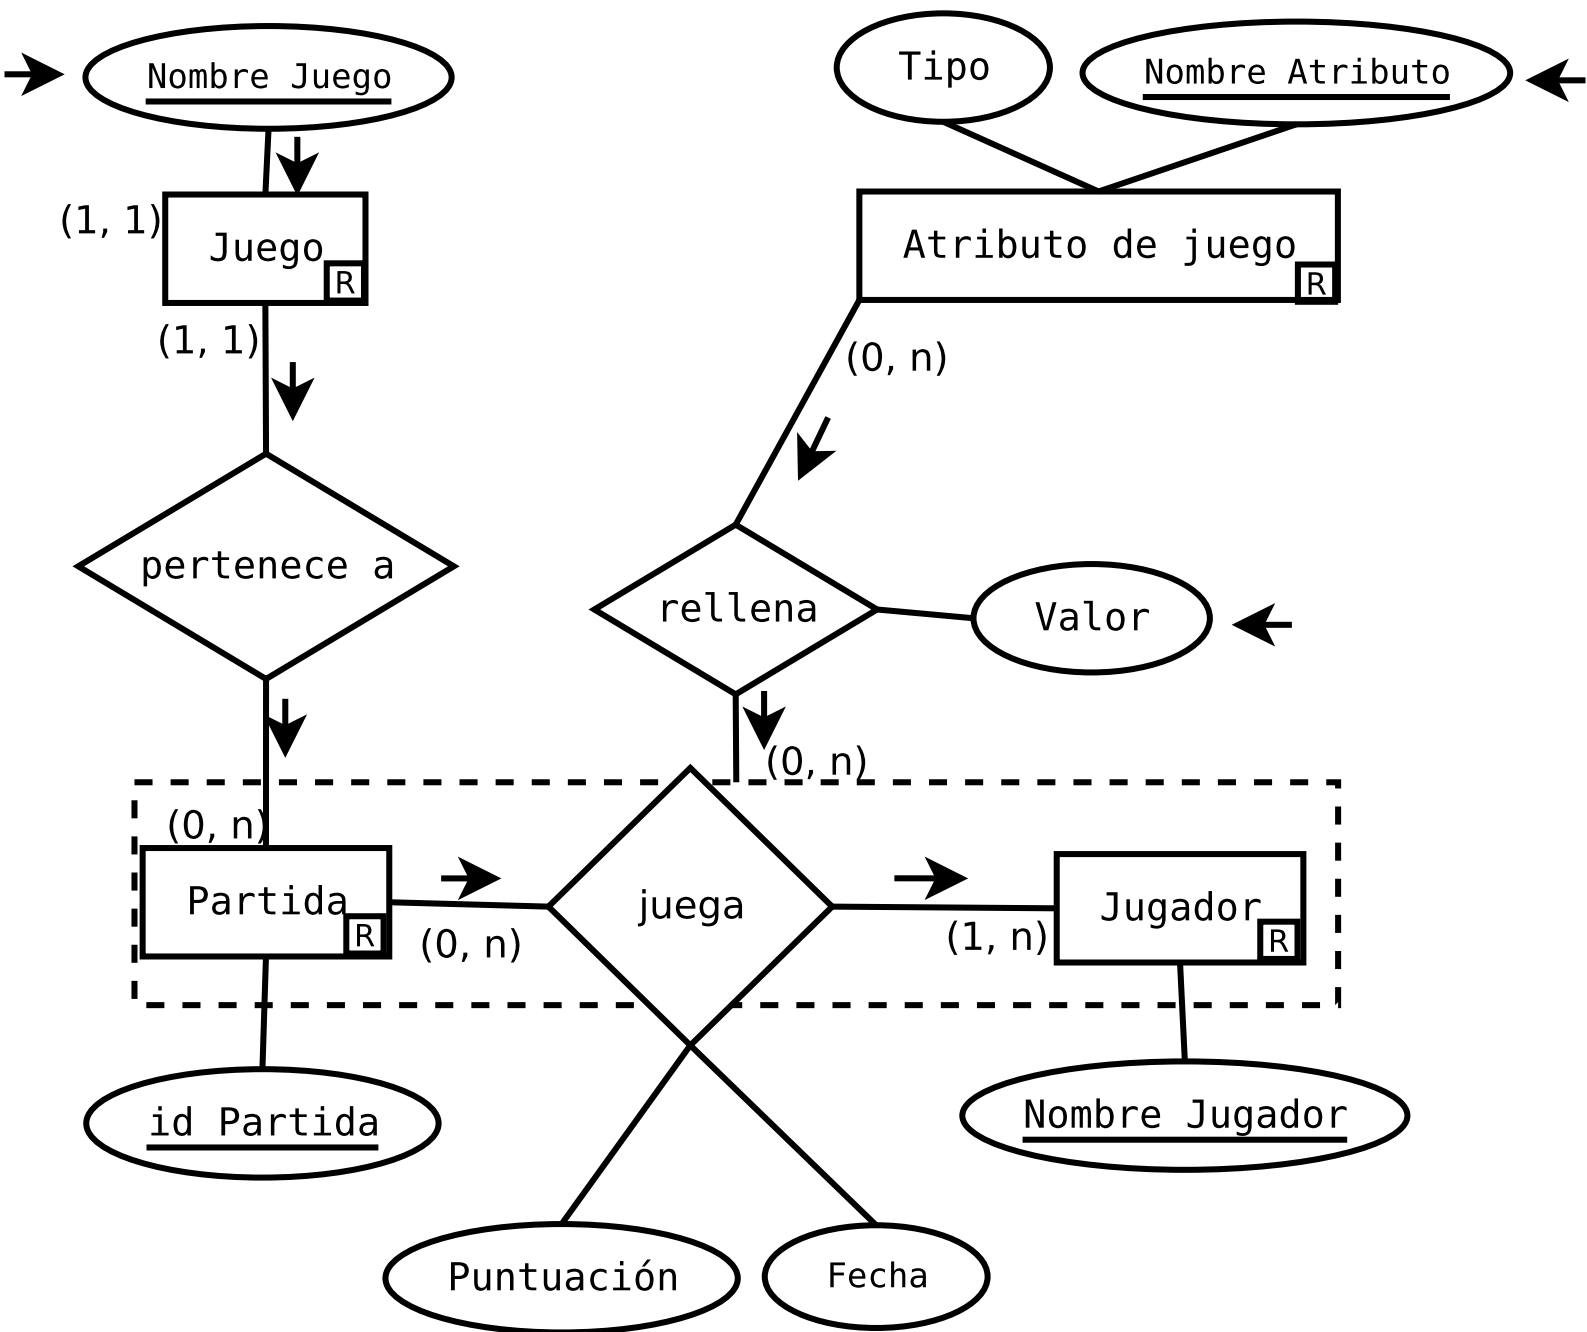 Nombre Juego
Tipo
Nombre Atributo
(1, 1)
Juego
R
Atributo de juego
R
(1, 1)
(0, n)
pertenece a
rellena
Valor
(0, n)
(0, n)
Partida
R
juega
Jugador
R
(0, n)
(1, n)
id Partida
Nombre Jugador
Puntuación
Fecha